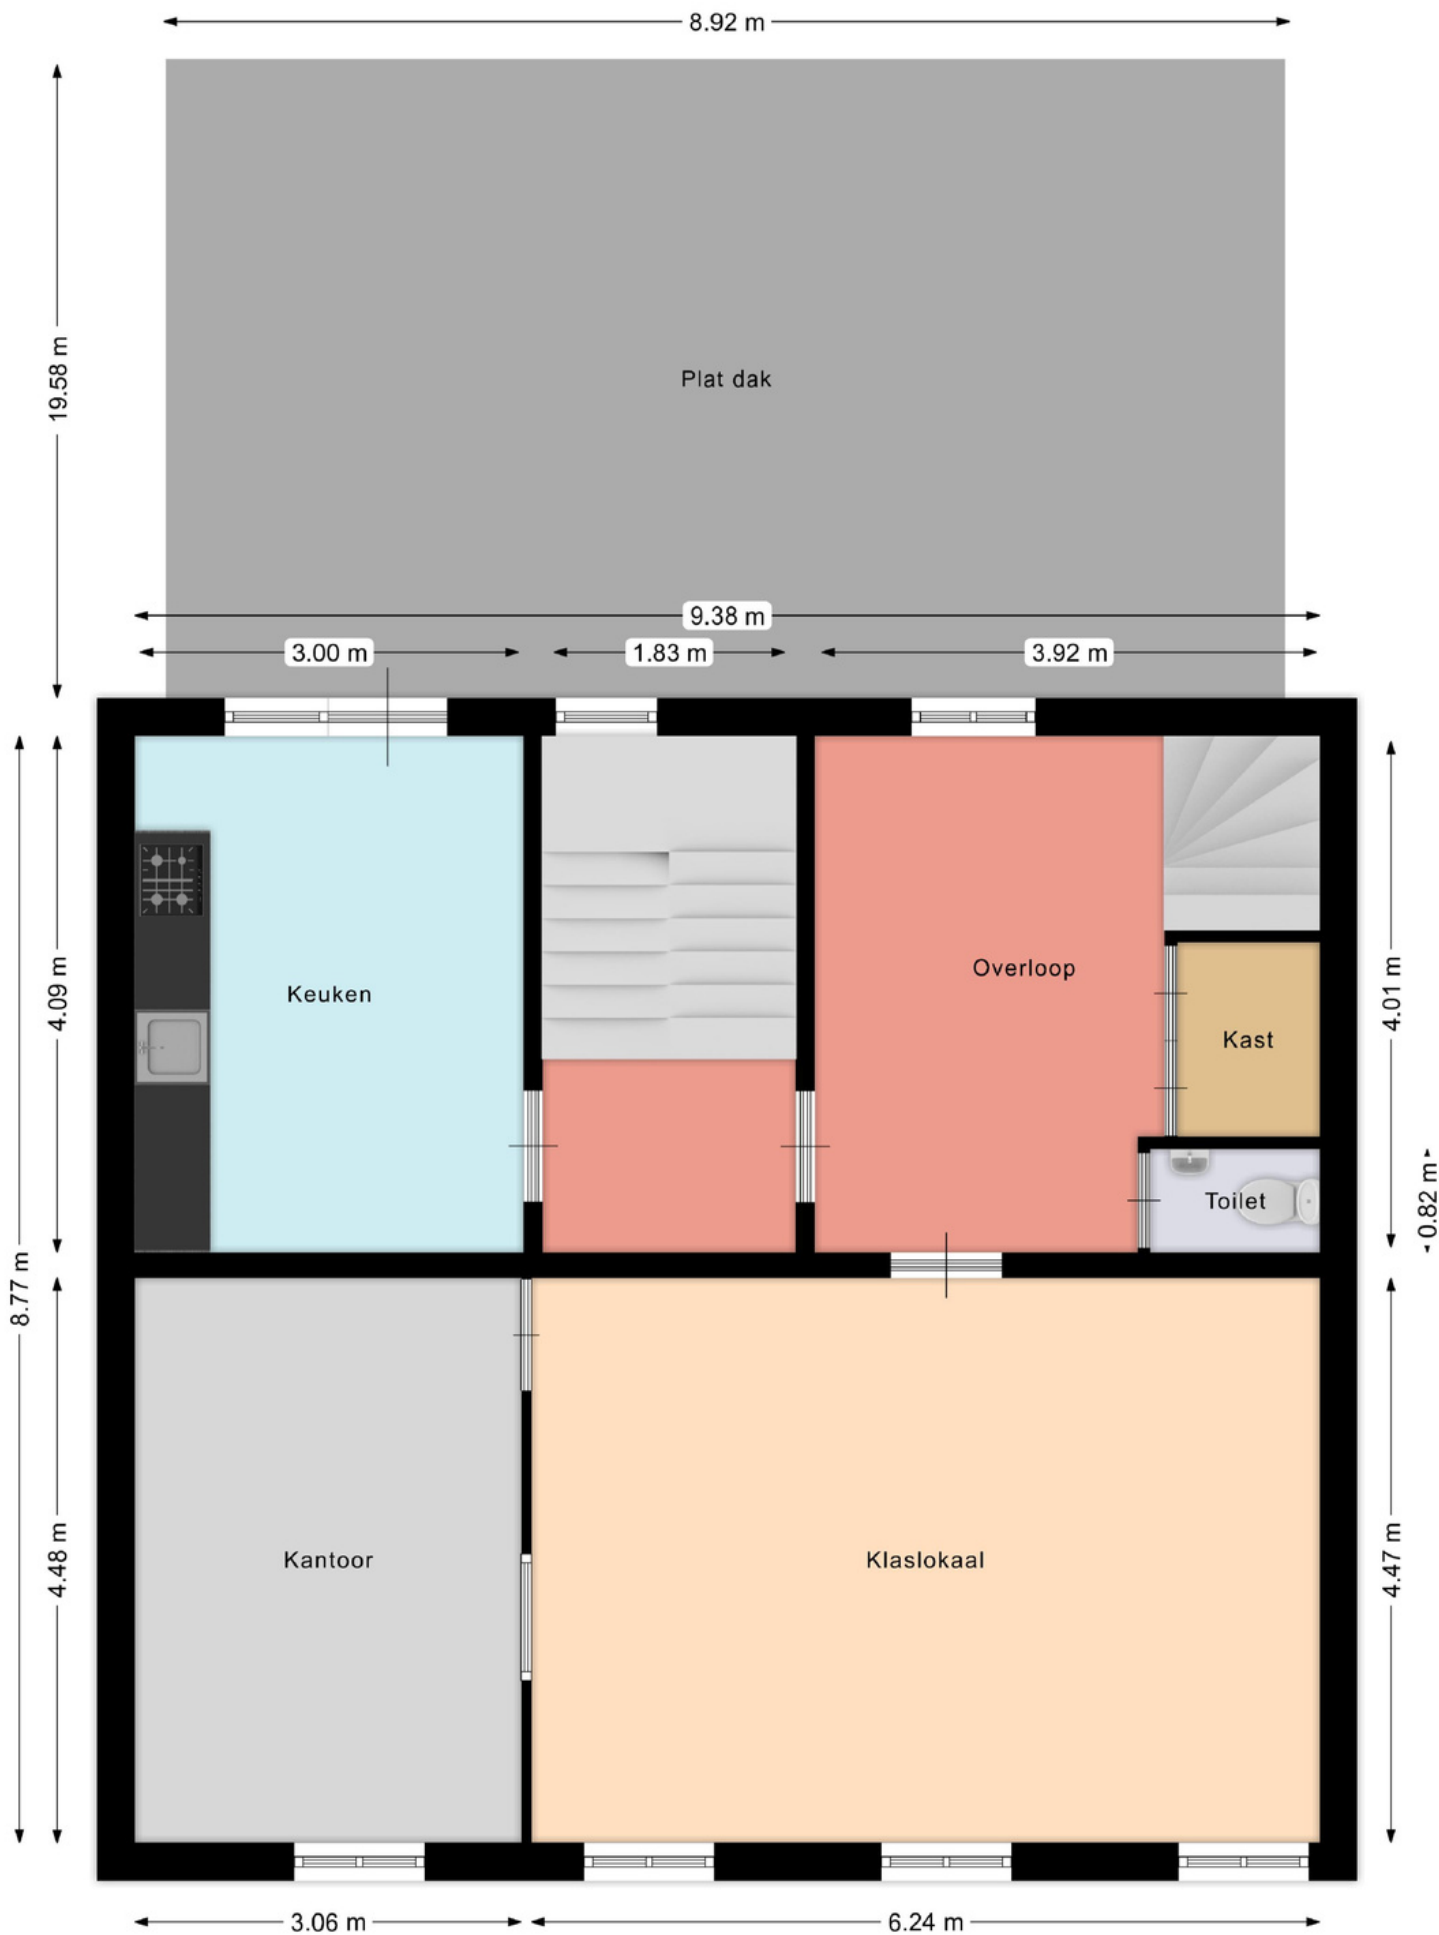 8.92 m
19.58 m
Plat dak
9.38 m
3.00 m
1.83 m
3.92 m
4.09 m
Keuken
Overloop
Kast
4.01 m
Toilet
0.82 m
8.77 m
4.48 m
Kantoor
Klaslokaal
4.47 m
3.06 m
6.24 m